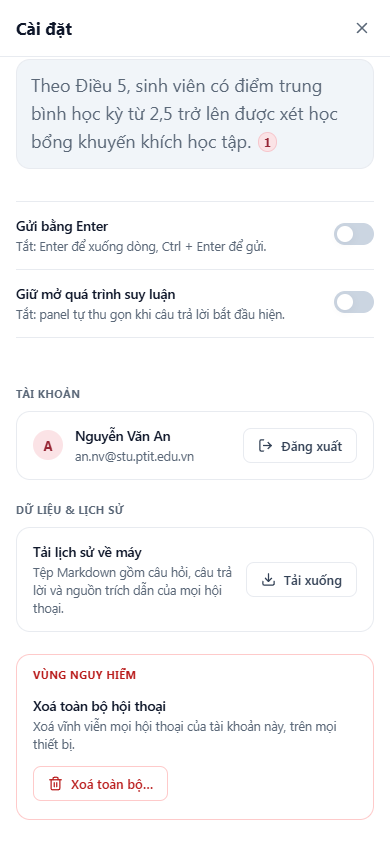 Cài đặt
Theo Điều 5, sinh viên có điểm trung
bình học kỳ từ 2,5 trở lên được xét học
bổng khuyến khích học tập. 1
Gửi bằng Enter
Tắt: Enter để xuống dòng, Ctrl + Enter để gửi.
Giữ mở quá trình suy luận
Tắt: panel tự thu gọn khi câu trả lời bắt đầu hiện.
TÀI KHOẢN
A
Nguyễn Văn An
an.nv@stu.ptit.edu.vn
Đăng xuất
DỮ LIỆU & LỊCH SỬ
Tải lịch sử về máy
Tệp Markdown gồm câu hỏi, câu trả
lời và nguồn trích dẫn của mọi hội
thoại.
Tải xuống
VÙNG NGUY HIỂM
Xoá toàn bộ hội thoại
Xoá vĩnh viễn mọi hội thoại của tài khoản này, trên mọi
thiết bị.
Xoá toàn bộ...